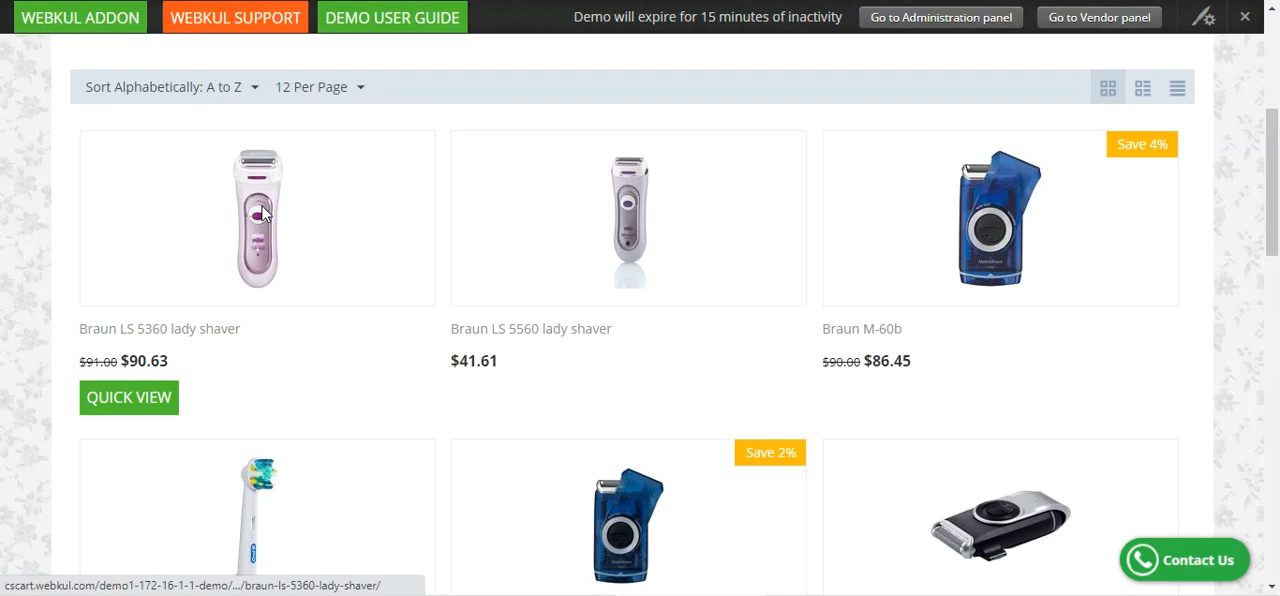 WEBKUL ADDON WEBKUL SUPPORT DEMO USER GUIDE Demo will expire for 15 minutes of inactivity Go to Administration panel Go to Vendor panel
Sort Alphabetically: A to Z 12 Per Page
Save 4%
Braun LS 5360 lady shaver Braun LS 5560 lady shaver Braun M-60b
$91.00 $90.63 $41.61 $90.00 $86.45
QUICK VIEW
Save 2%
Contact Us
cscart.webkul.com/demo1-172-16-1-1-demo/.../braun-ls-5360-lady-shaver/